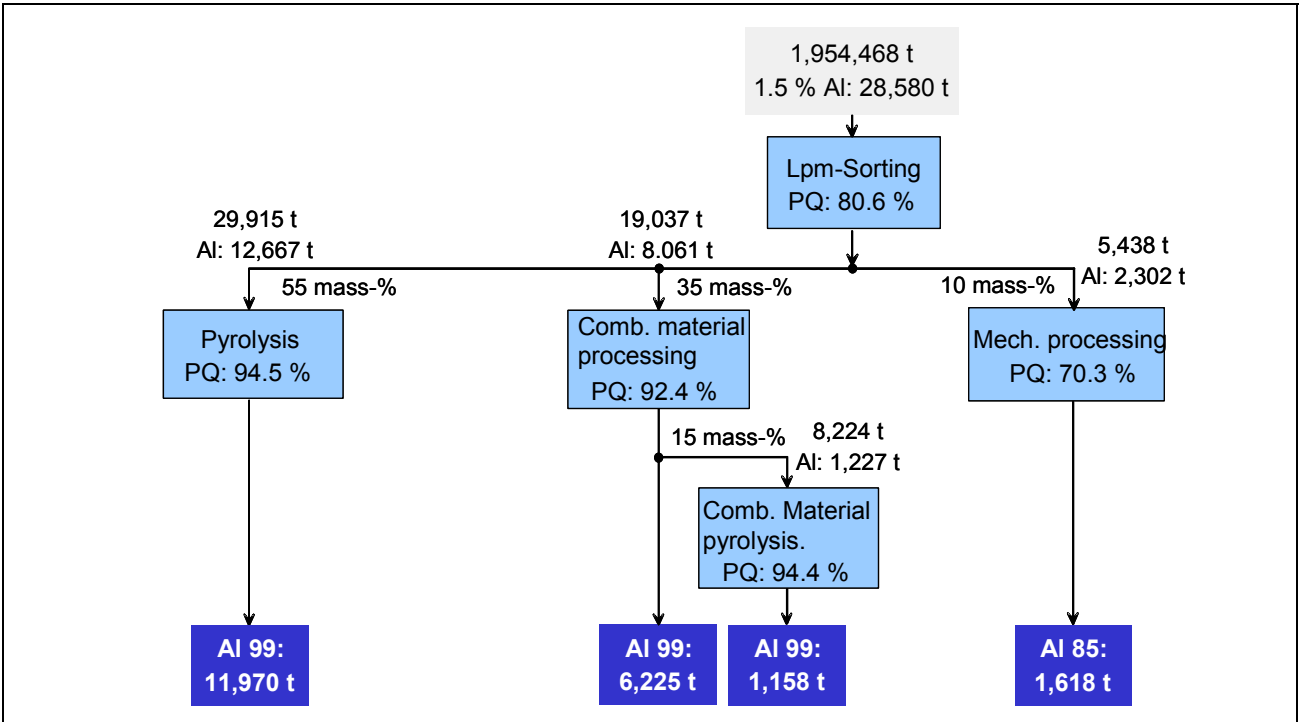 1,954,468 t
1.5 % Al: 28,580 t
Lpm-Sorting
PQ: 80.6 %
29,915 t
Al: 12,667 t
19,037 t
Al: 8.061 t
5,438 t
Al: 2,302 t
55 mass-%
35 mass-%
10 mass-%
Pyrolysis
PQ: 94.5 %
Comb. material
processing
PQ: 92.4 %
Mech. processing
PQ: 70.3 %
15 mass-%
8,224 t
Al: 1,227 t
Comb. Material
pyrolysis.
PQ: 94.4 %
Al 99:
11,970 t
Al 99:
6,225 t
Al 99:
1,158 t
Al 85:
1,618 t